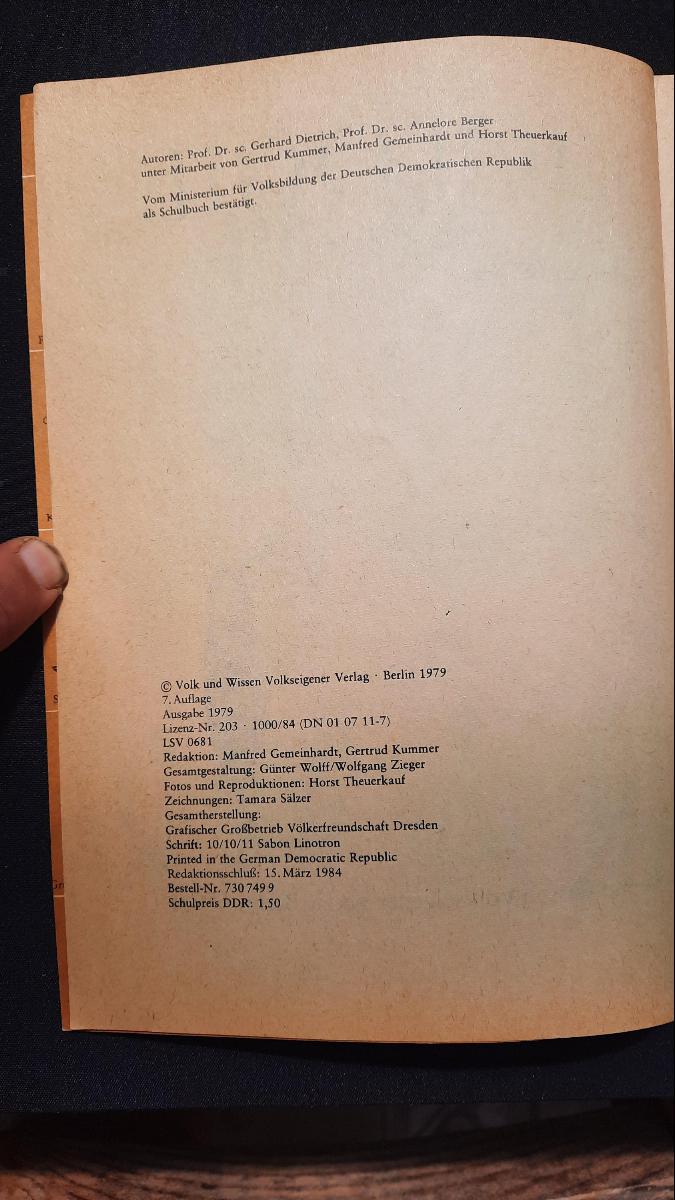 Autoren: Prof. Dr. sc. Gerhard Dietrich, Prof. Dr. sc. Annelore Berger
unter Mitarbeit von Gertrud Kummer, Manfred Gemeinhardt und Horst Theuerkauf
Vom Ministerium für Volksbildung der Deutschen Demokratischen Republik
als Schulbuch bestätigt.
© Volk und Wissen Volkseigener Verlag · Berlin 1979
7. Auflage
Ausgabe 1979
Lizenz-Nr. 203 · 1000/84 (DN 01 07 11-7)
LSV 0681
Redaktion: Manfred Gemeinhardt, Gertrud Kummer
Gesamtgestaltung: Günter Wolff/Wolfgang Zieger
Fotos und Reproduktionen: Horst Theuerkauf
Zeichnungen: Tamara Sälzer
Gesamtherstellung:
Grafischer Großbetrieb Völkerfreundschaft Dresden
Schrift: 10/10/11 Sabon Linotron
Printed in the German Democratic Republic
Redaktionsschluß: 15. März 1984
Bestell-Nr. 730 749 9
Schulpreis DDR: 1,50